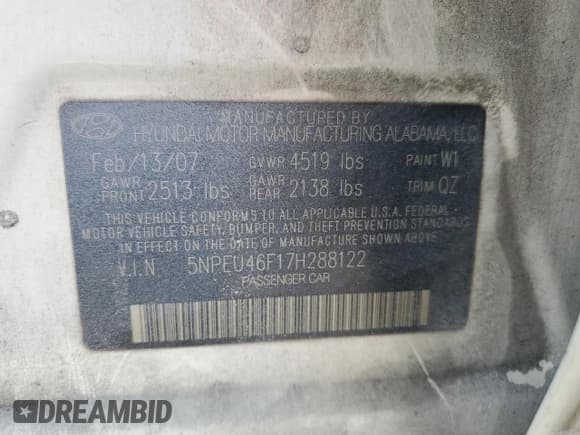 MANUFACTURED BY
HYUNDAI MOTOR MANUFACTURING ALABAMA, LLC
Feb/13/07 GVWR 4519 lbs PAINT W1
GAWR FRONT 2513 lbs GAWR REAR 2138 lbs TRIM QZ
THIS VEHICLE CONFORMS TO ALL APPLICABLE U.S.A. FEDERAL
MOTOR VEHICLE SAFETY, BUMPER, AND THEFT PREVENTION STANDARDS
IN EFFECT ON THE DATE OF MANUFACTURE SHOWN ABOVE.
V.I.N 5NPEU46F17H288122
PASSENGER CAR
DREAMBID